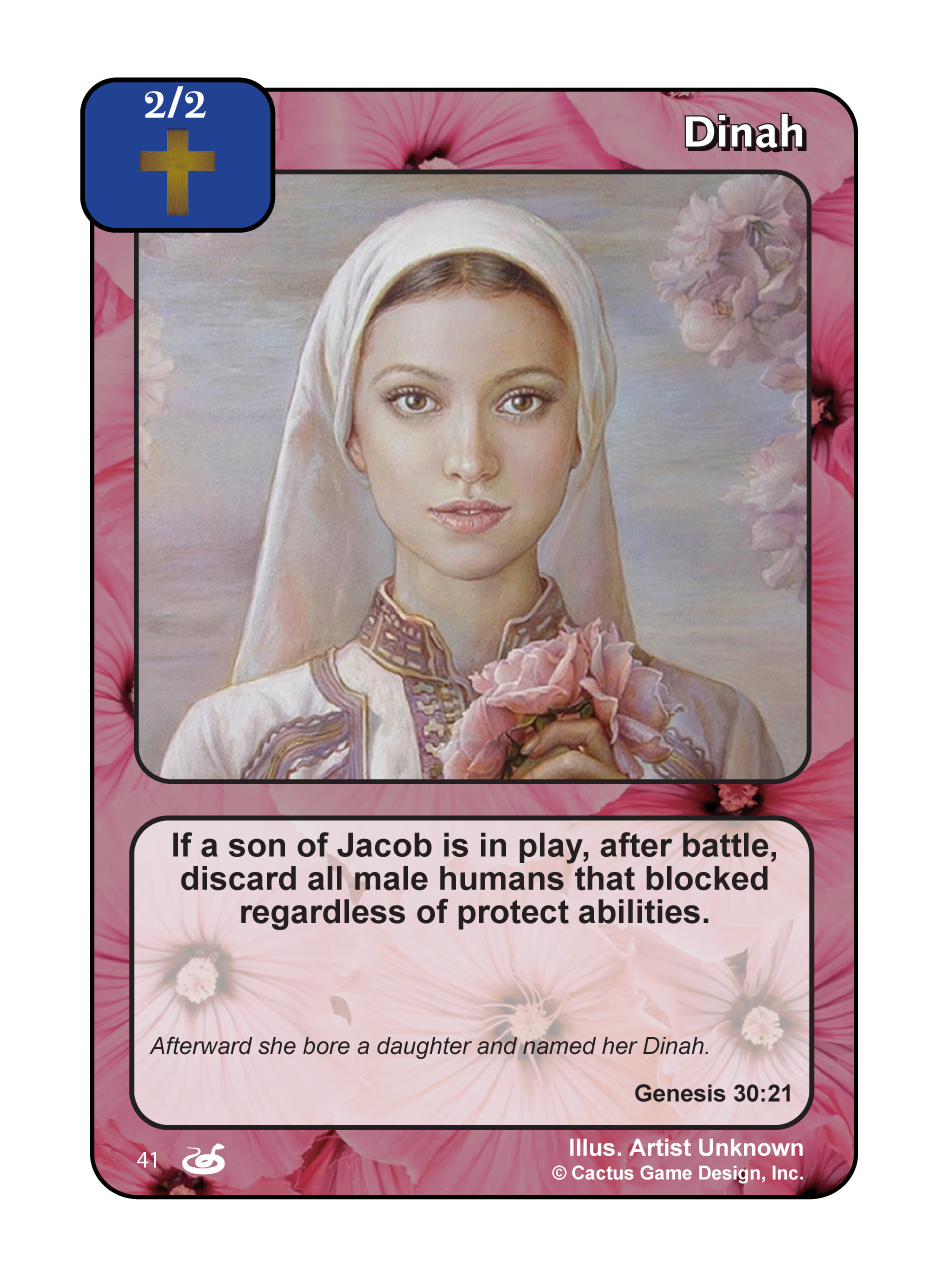 2/2
Dinah
If a son of Jacob is in play, after battle,
discard all male humans that blocked
regardless of protect abilities.
Afterward she bore a daughter and named her Dinah.
Genesis 30:21
41
Illus. Artist Unknown
© Cactus Game Design, Inc.